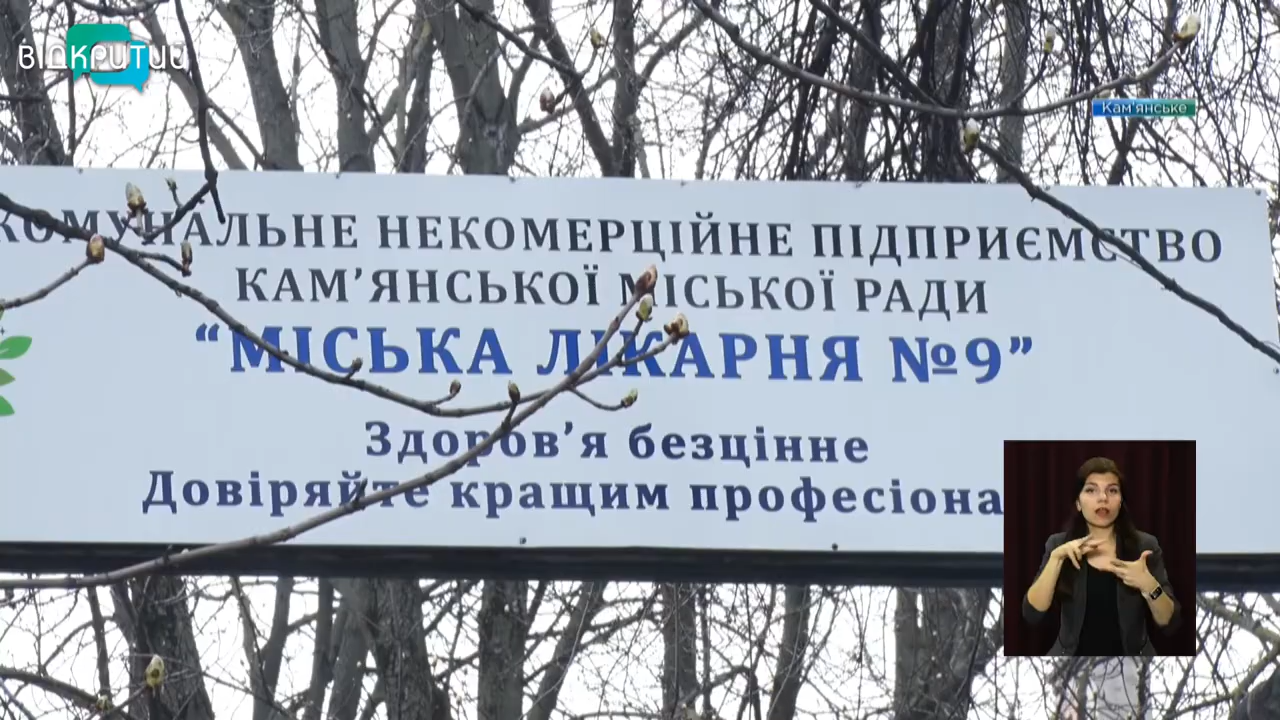 ВІДКРИТИЙ
Кам'янське
КОМУНАЛЬНЕ НЕКОМЕРЦІЙНЕ ПІДПРИЄМСТВО
КАМ’ЯНСЬКОЇ МІСЬКОЇ РАДИ
“МІСЬКА ЛІКАРНЯ №9”
Здоров’я безцінне
Довіряйте кращим професіона